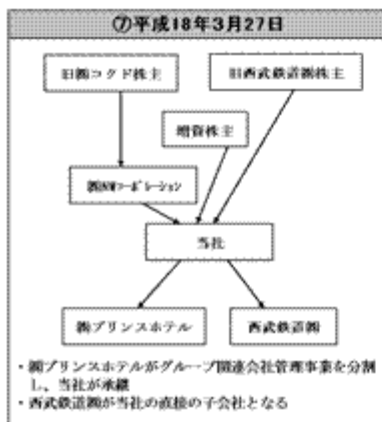 ⑦平成18年3月27日
旧㈱コクド株主
旧西武鉄道㈱株主
増資株主
㈱NWｺｰﾎﾟﾚｰｼｮﾝ
当社
㈱プリンスホテル
西武鉄道㈱
・㈱プリンスホテルがグループ関連会社管理事業を分割
し、当社が承継
・西武鉄道㈱が当社の直接の子会社となる